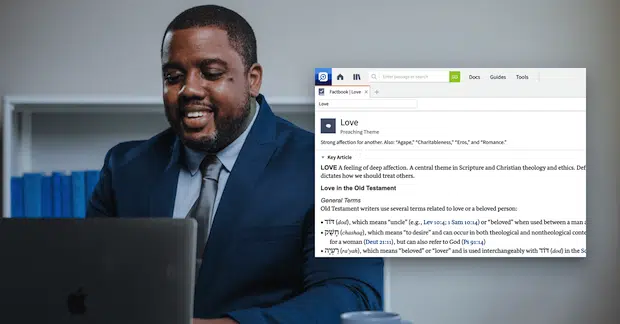 Enter passage or search
Docs
Guides
Tools
Factbook | Love
Love
Love
Preaching Theme
Strong affection for another. Also: “Agape,” “Charitableness,” “Eros,” and “Romance.”
Key Article
LOVE A feeling of deep affection. A central theme in Scripture and Christian theology and ethics.
dictates how we should treat others.
Love in the Old Testament
General Terms
Old Testament writers use several terms related to love or a beloved person:
• דּוֹד (dod), which means “uncle” (e.g., Lev 10:4; 1 Sam 10:14) or “beloved” when used between a man
• חָשַׁק (chashaq), which means “to desire” and can occur in both theological and nontheological
for a woman (Deut 21:11), but can also refer to God (Ps 91:14)
• רַעְיָה (ra'yah), which means “beloved” or “lover” and is used interchangeably with דּוֹד (dod) in the